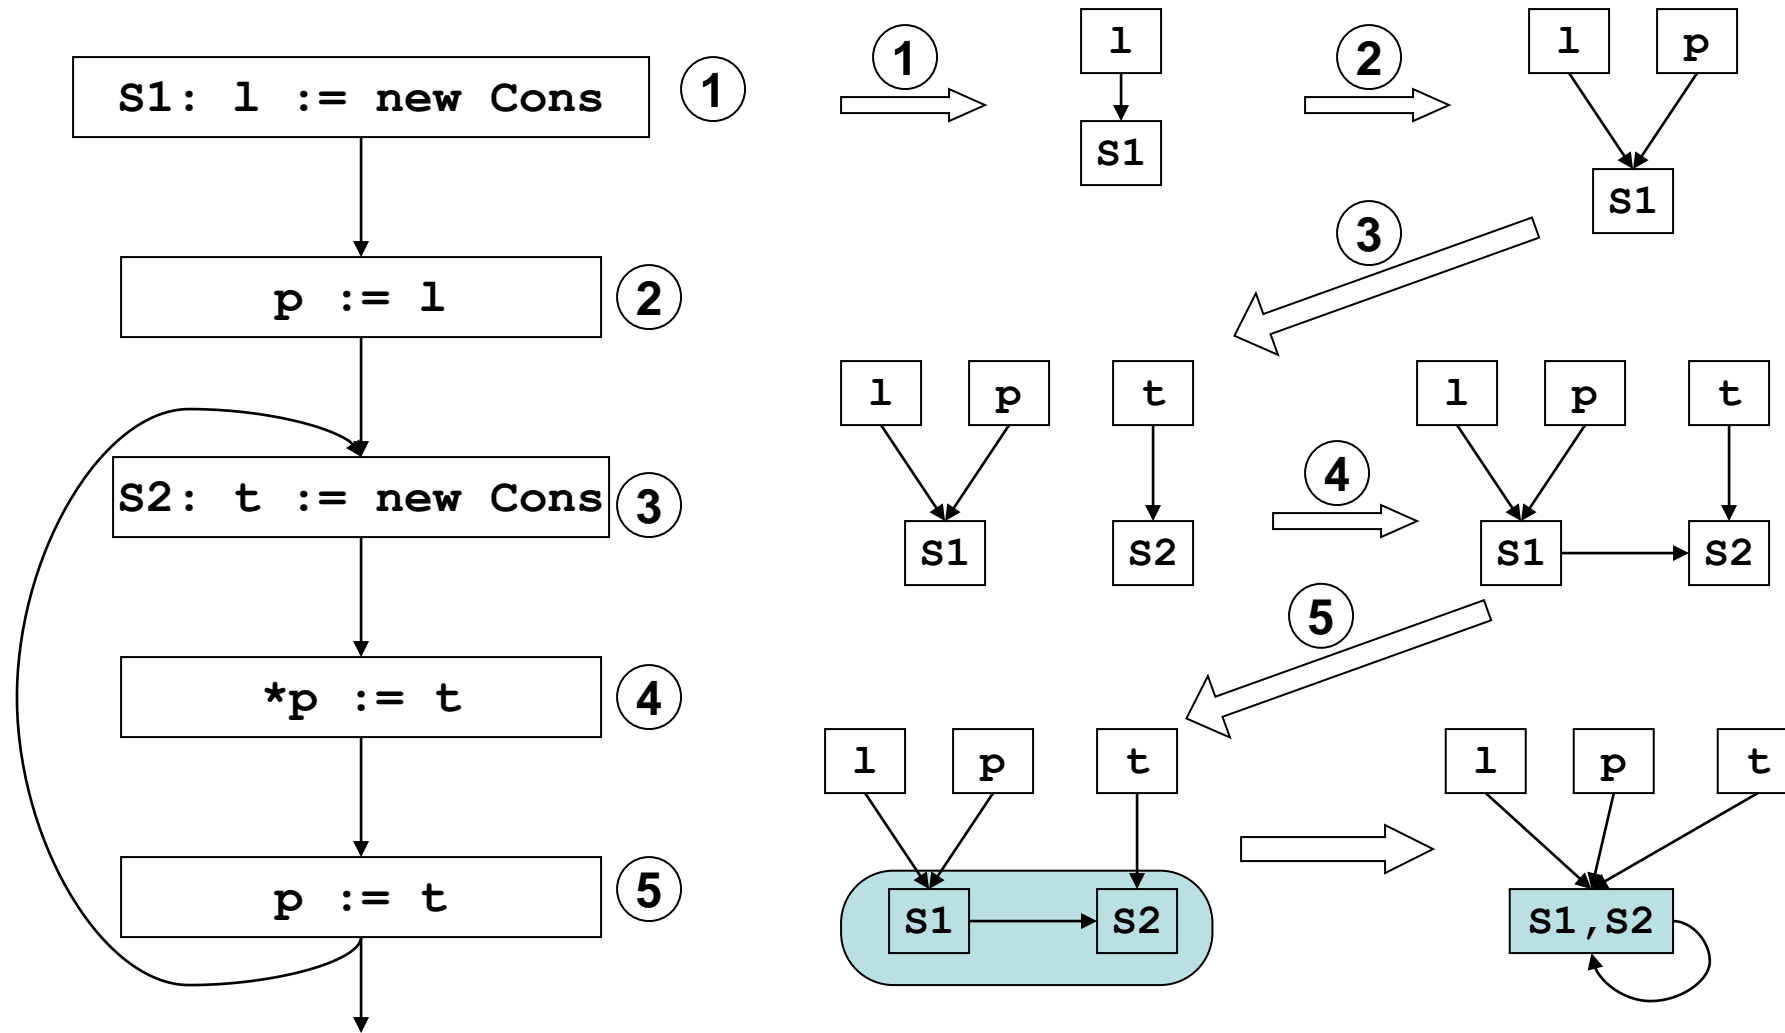 S1: l := new Cons
1
p := l
2
S2: t := new Cons
3
*p := t
4
p := t
5
1
l
S1
2
l p
S1
3
l p t
S1 S2
4
l p t
S1 S2
5
l p t
S1 S2
l p t
S1,S2